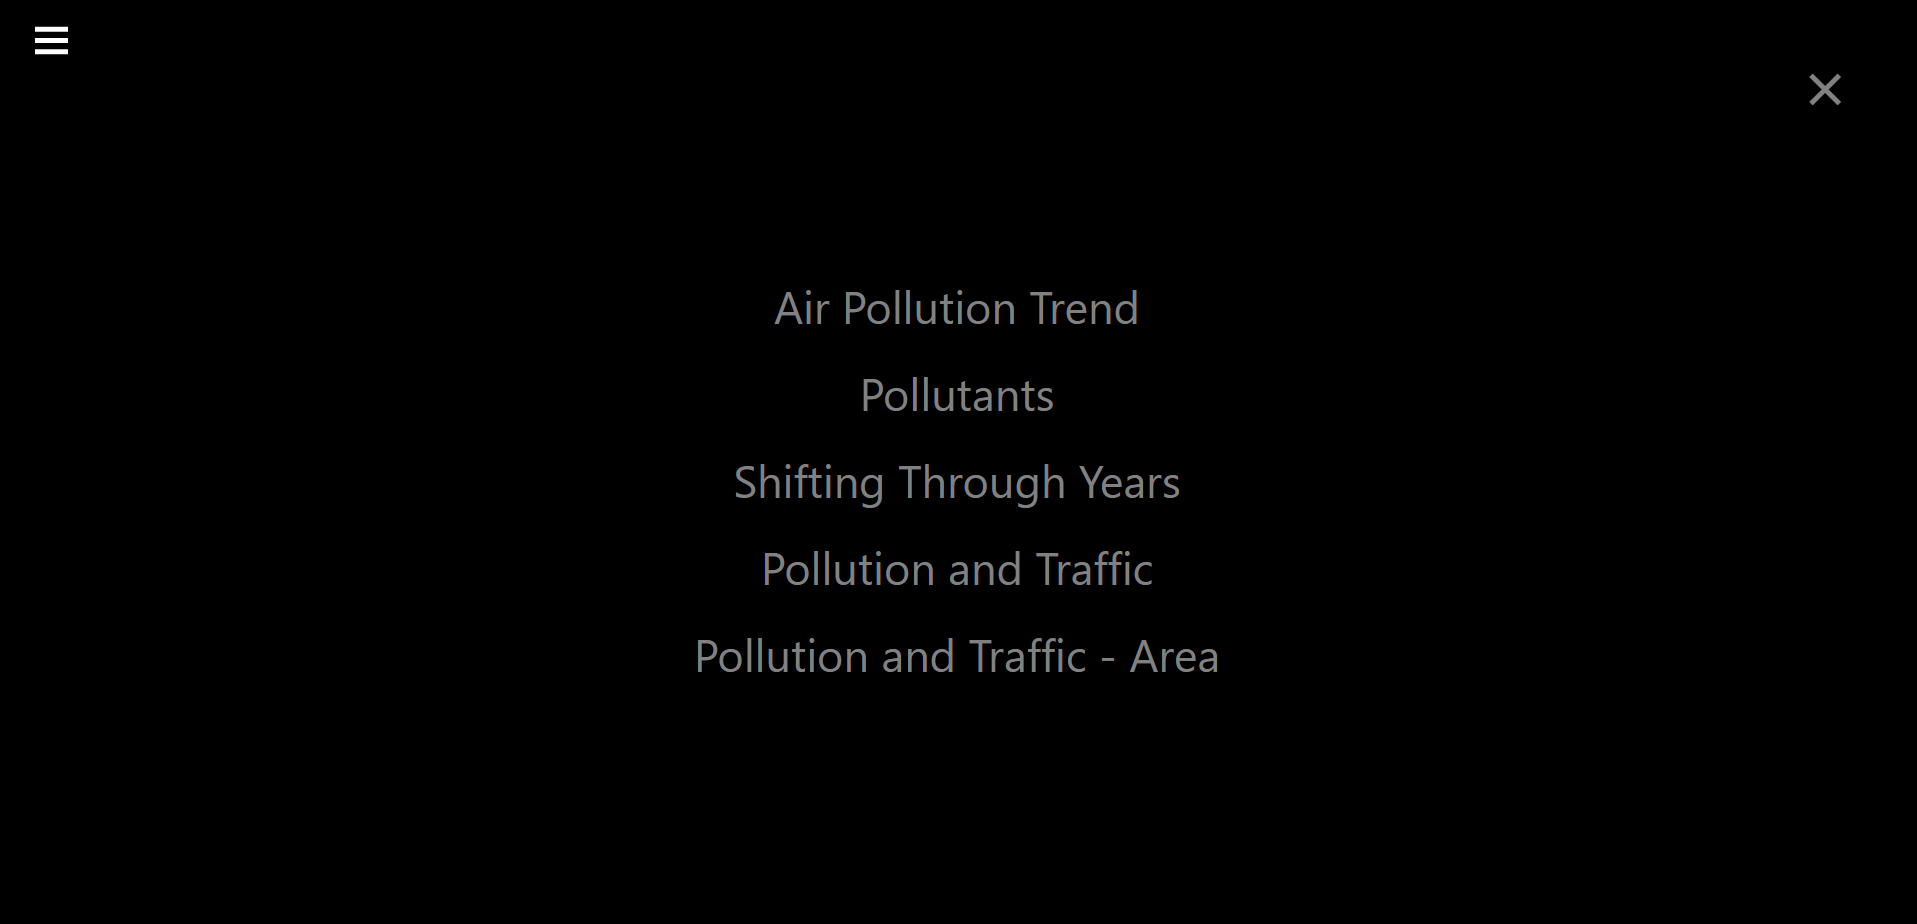 Air Pollution Trend
Pollutants
Shifting Through Years
Pollution and Traffic
Pollution and Traffic - Area